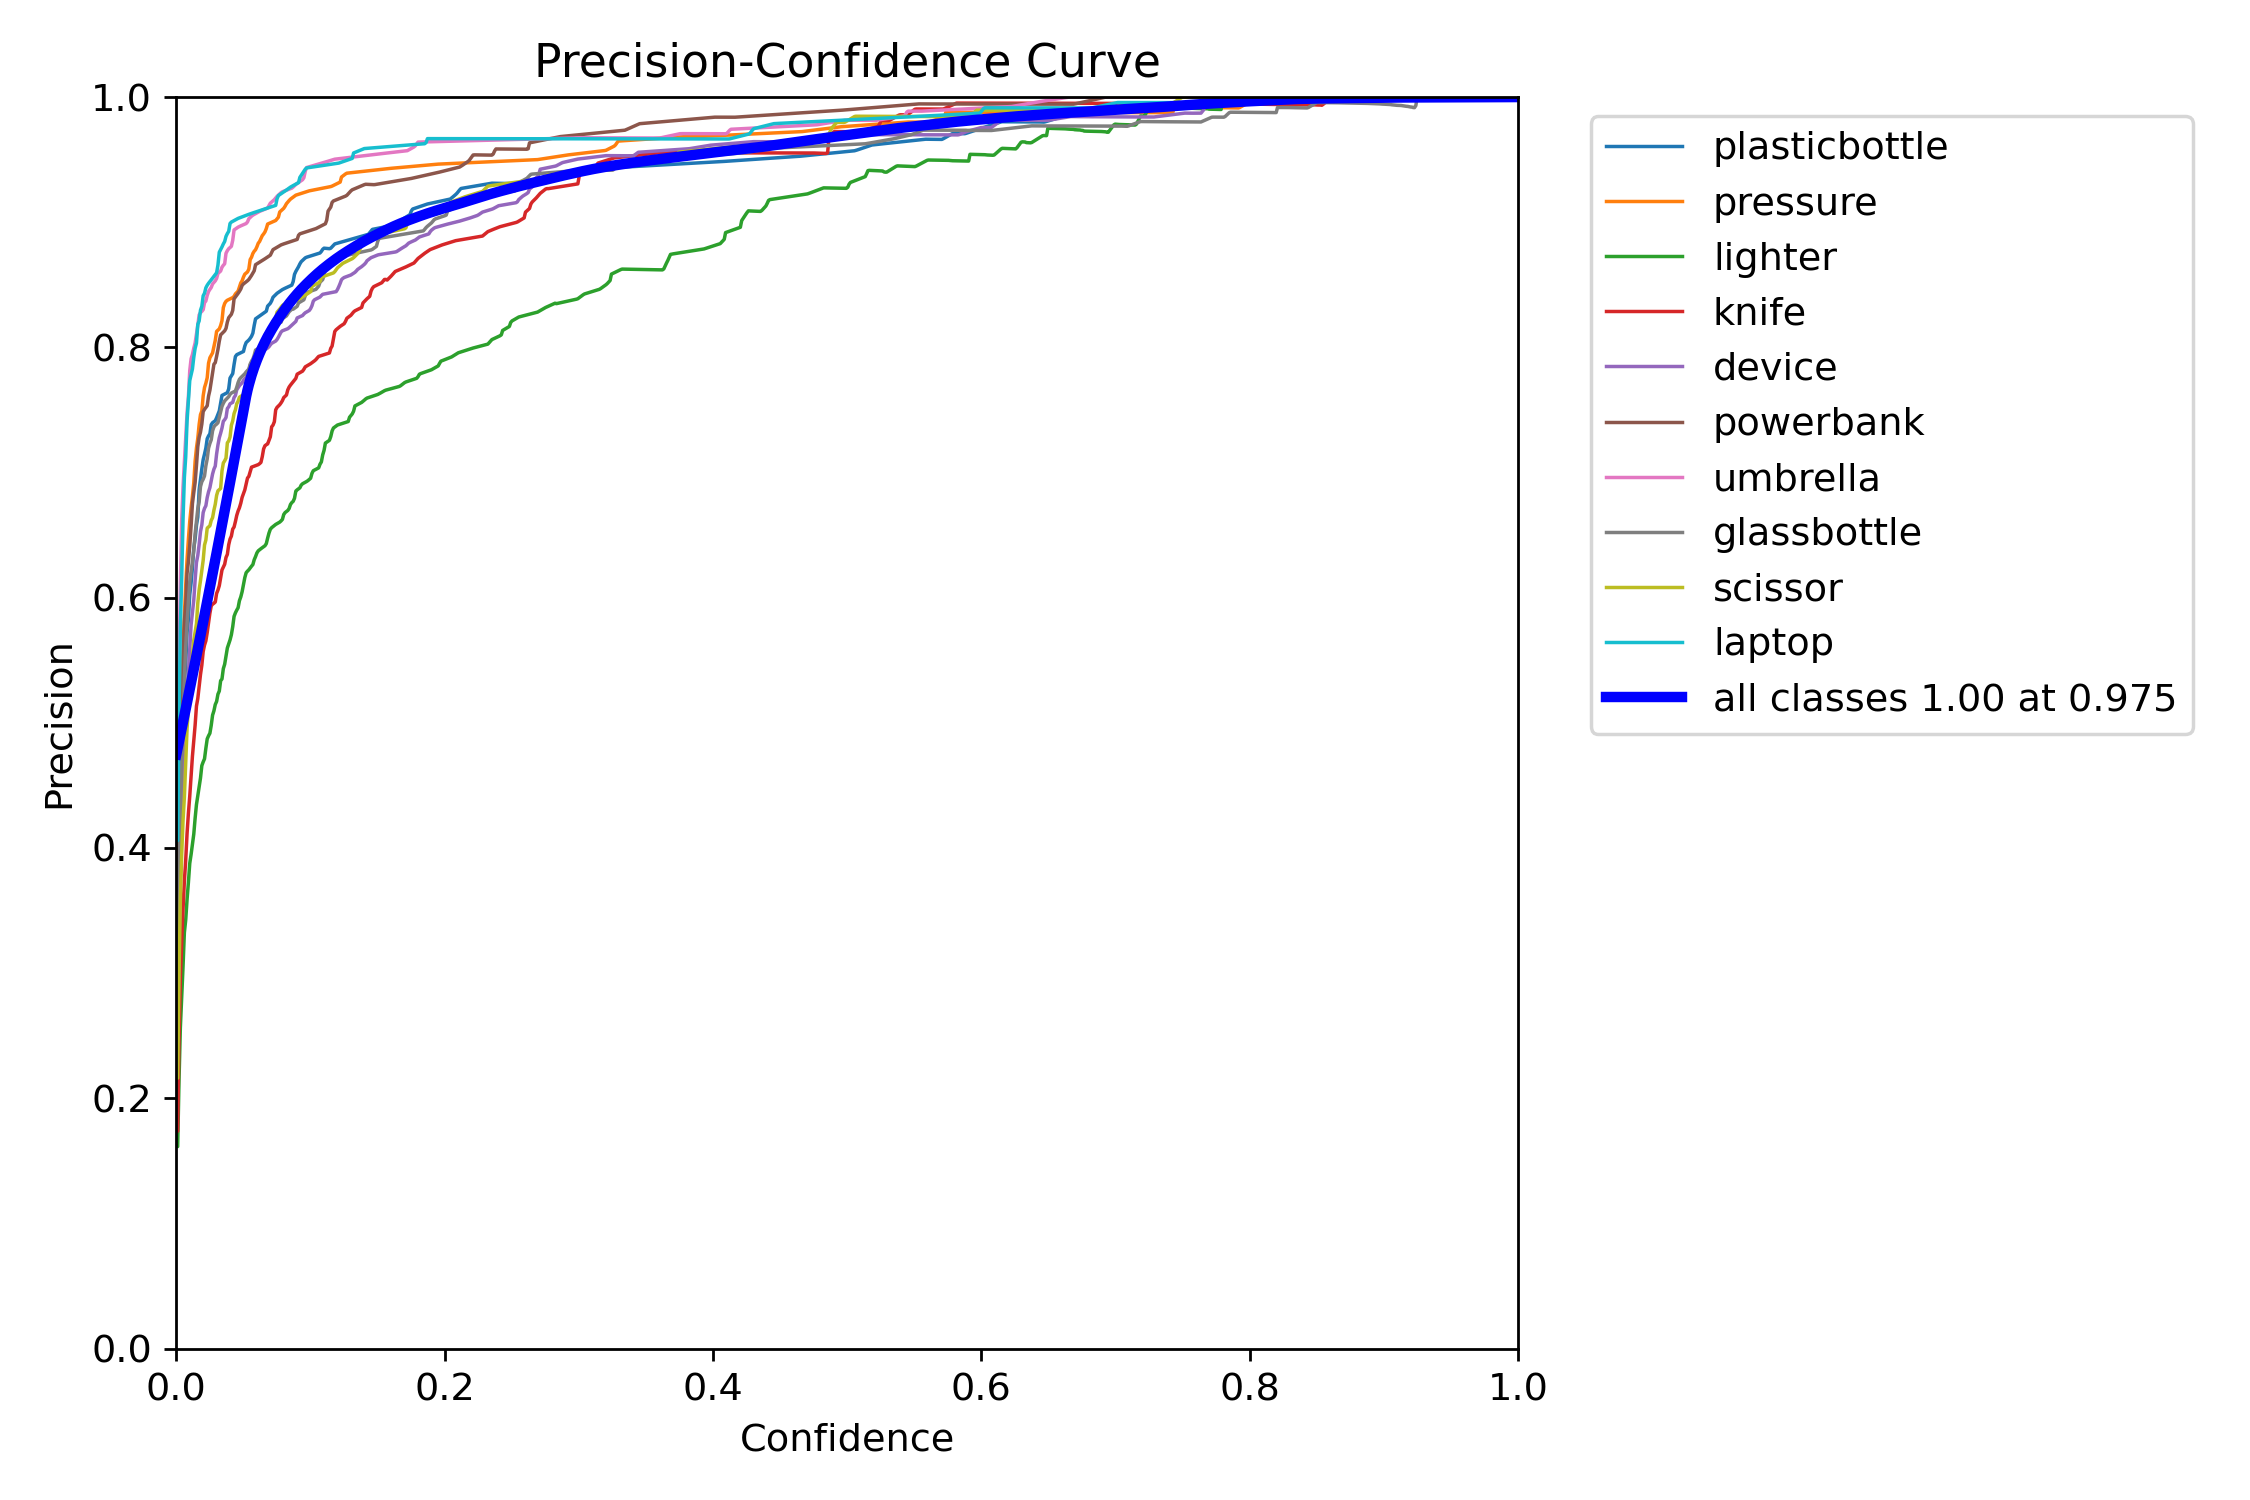 Precision-Confidence Curve
1.0
0.8
0.6
0.4
0.2
0.0
Precision
0.0 0.2 0.4 0.6 0.8 1.0
Confidence
plasticbottle
pressure
lighter
knife
device
powerbank
umbrella
glassbottle
scissor
laptop
all classes 1.00 at 0.975